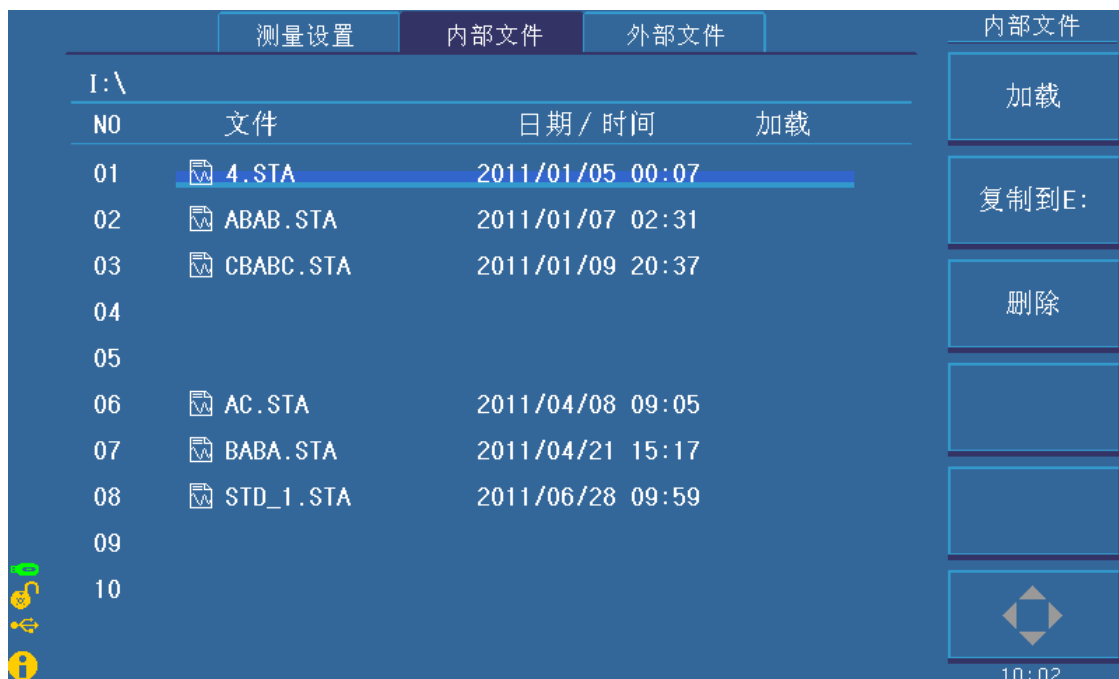 测量设置 内部文件 外部文件 内部文件
I:\
加载
NO 文件 日期/时间 加载
01 4.STA 2011/01/05 00:07
复制到E:
02 ABAB.STA 2011/01/07 02:31
03 CBABC.STA 2011/01/09 20:37
删除
04
05
06 AC.STA 2011/04/08 09:05
07 BABA.STA 2011/04/21 15:17
08 STD_1.STA 2011/06/28 09:59
09
10
10:02